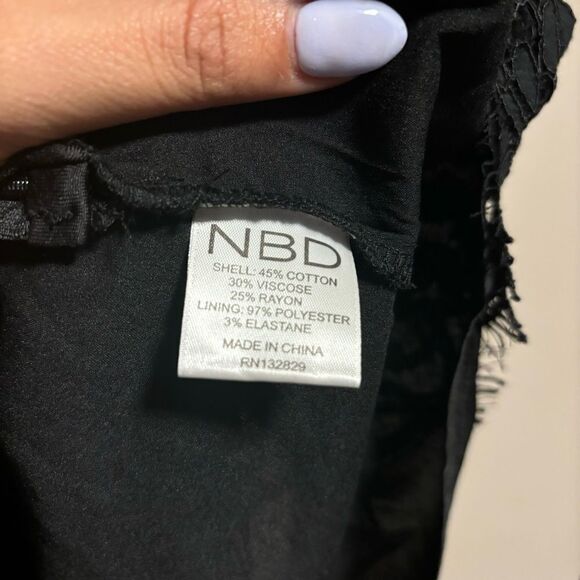 NBD
SHELL: 45% COTTON
30% VISCOSE
25% RAYON
LINING: 97% POLYESTER
3% ELASTANE
MADE IN CHINA
RN132829